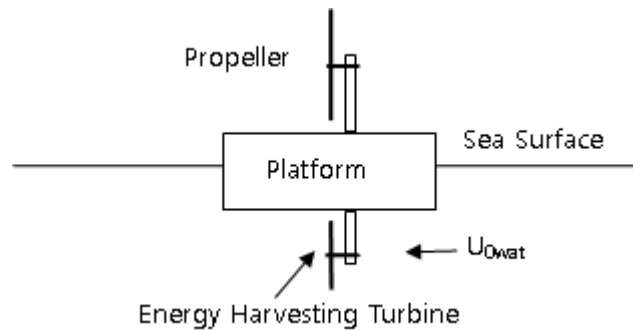 Propeller
Sea Surface
Platform
U0wat
Energy Harvesting Turbine